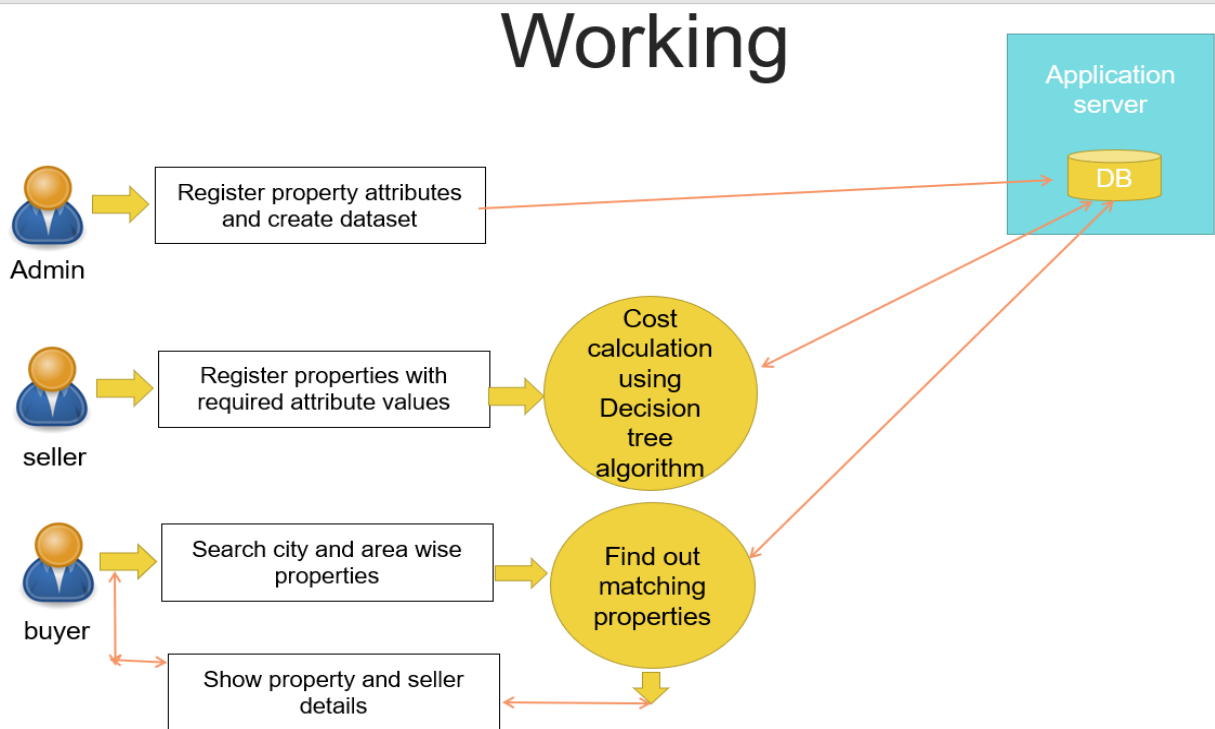 Working
Application
server
DB
Register property attributes
and create dataset
Admin
Cost
calculation
using
Decision
tree
algorithm
Register properties with
required attribute values
seller
Search city and area wise
properties
Find out
matching
properties
buyer
Show property and seller
details